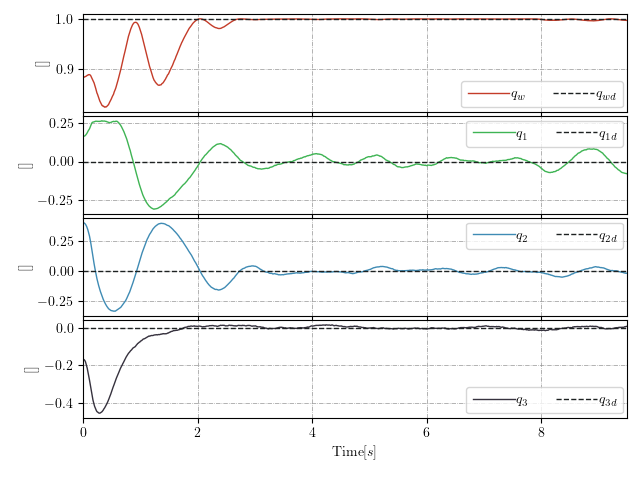 1.0
0.9
[]
q_w q_{wd}
0.25
0.00
−0.25
[]
q_1 q_{1d}
0.25
0.00
−0.25
[]
q_2 q_{2d}
0.0
−0.2
−0.4
[]
q_3 q_{3d}
0 2 4 6 8
Time[s]